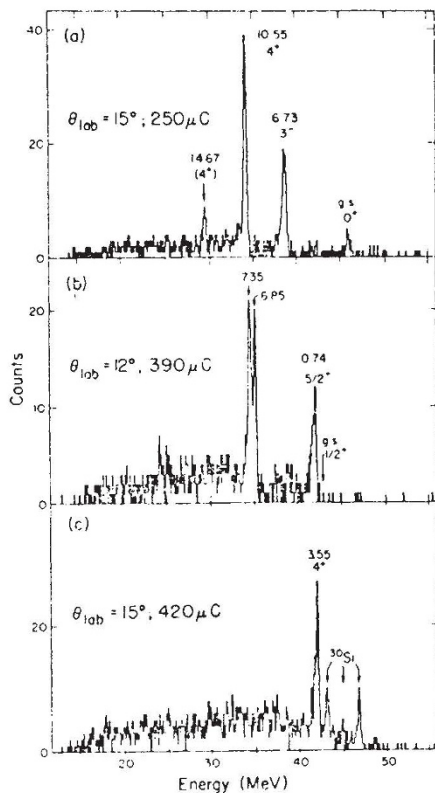 (a)
40
20
0
10.55
4⁺
θlab = 15° ; 250μC
6.73
3⁻
14.67
(4⁺)
g.s.
0⁺
(b)
20
10
0
7.35
6.85
θlab = 12°, 390μC
0.74
5/2⁺
g.s.
1/2⁺
Counts
(c)
20
0
3.55
4⁺
θlab = 15°, 420μC
³⁰Si
20 30 40 50
Energy (MeV)